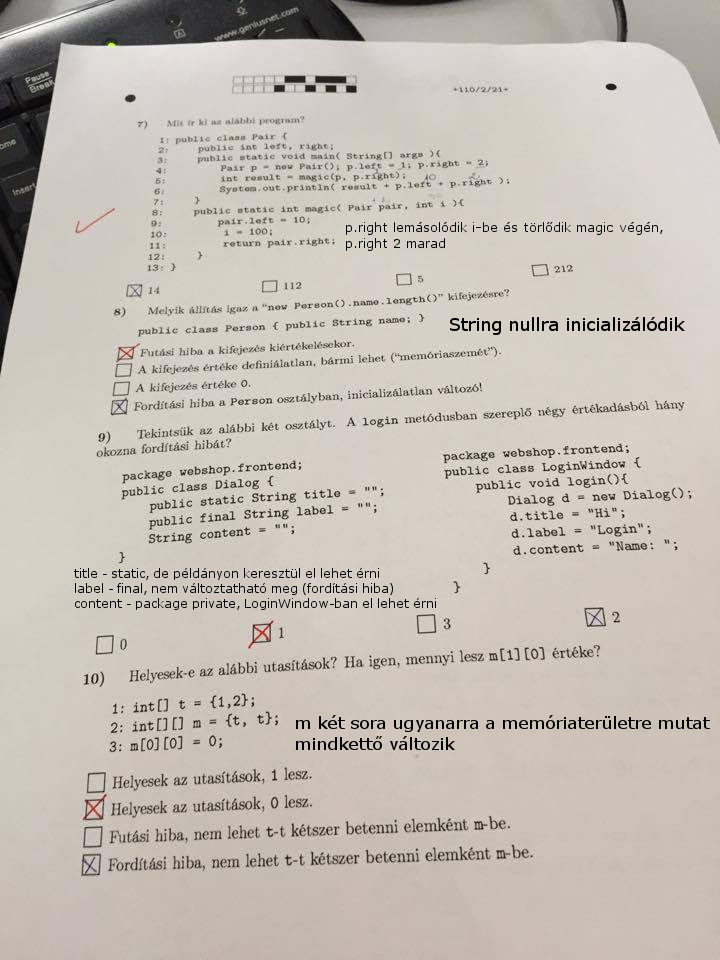 www.geniusnet.com
Pause
Break
Home
Insert
+110/2/21+
7) Mit ír ki az alábbi program?
1: public class Pair {
2: public int left, right;
3: public static void main( String[] args ){
4: Pair p = new Pair(); p.left = 1; p.right = 2;
5: int result = magic(p, p.right);
6: System.out.println( result + p.left + p.right );
7: }
8: public static int magic( Pair pair, int i ){
9: pair.left = 10;
10: i = 100;
11: return pair.right;
12: }
13: }
p.right lemásolódik i-be és törlődik magic végén,
p.right 2 marad
14 112 5 212
8) Melyik állítás igaz a “new Person().name.length()” kifejezésre?
public class Person { public String name; }
String nullra inicializálódik
Futási hiba a kifejezés kiértékelésekor.
A kifejezés értéke definiálatlan, bármi lehet (“memóriaszemét”).
A kifejezés értéke 0.
Fordítási hiba a Person osztályban, inicializálatlan változó!
9) Tekintsük az alábbi két osztályt. A login metódusban szereplő négy értékadásból hány
okozna fordítási hibát?
package webshop.frontend;
public class Dialog {
public static String title = "";
public final String label = "";
String content = "";
}
package webshop.frontend;
public class LoginWindow {
public void login(){
Dialog d = new Dialog();
d.title = "Hi";
d.label = "Login";
d.content = "Name: ";
}
}
title - static, de példányon keresztül el lehet érni
label - final, nem változtatható meg (fordítási hiba)
content - package private, LoginWindow-ban el lehet érni
0 1 3 2
10) Helyesek-e az alábbi utasítások? Ha igen, mennyi lesz m[1][0] értéke?
1: int[] t = {1,2};
2: int[][] m = {t, t};
3: m[0][0] = 0;
m két sora ugyanarra a memóriaterületre mutat
mindkettő változik
Helyesek az utasítások, 1 lesz.
Helyesek az utasítások, 0 lesz.
Futási hiba, nem lehet t-t kétszer betenni elemként m-be.
Fordítási hiba, nem lehet t-t kétszer betenni elemként m-be.